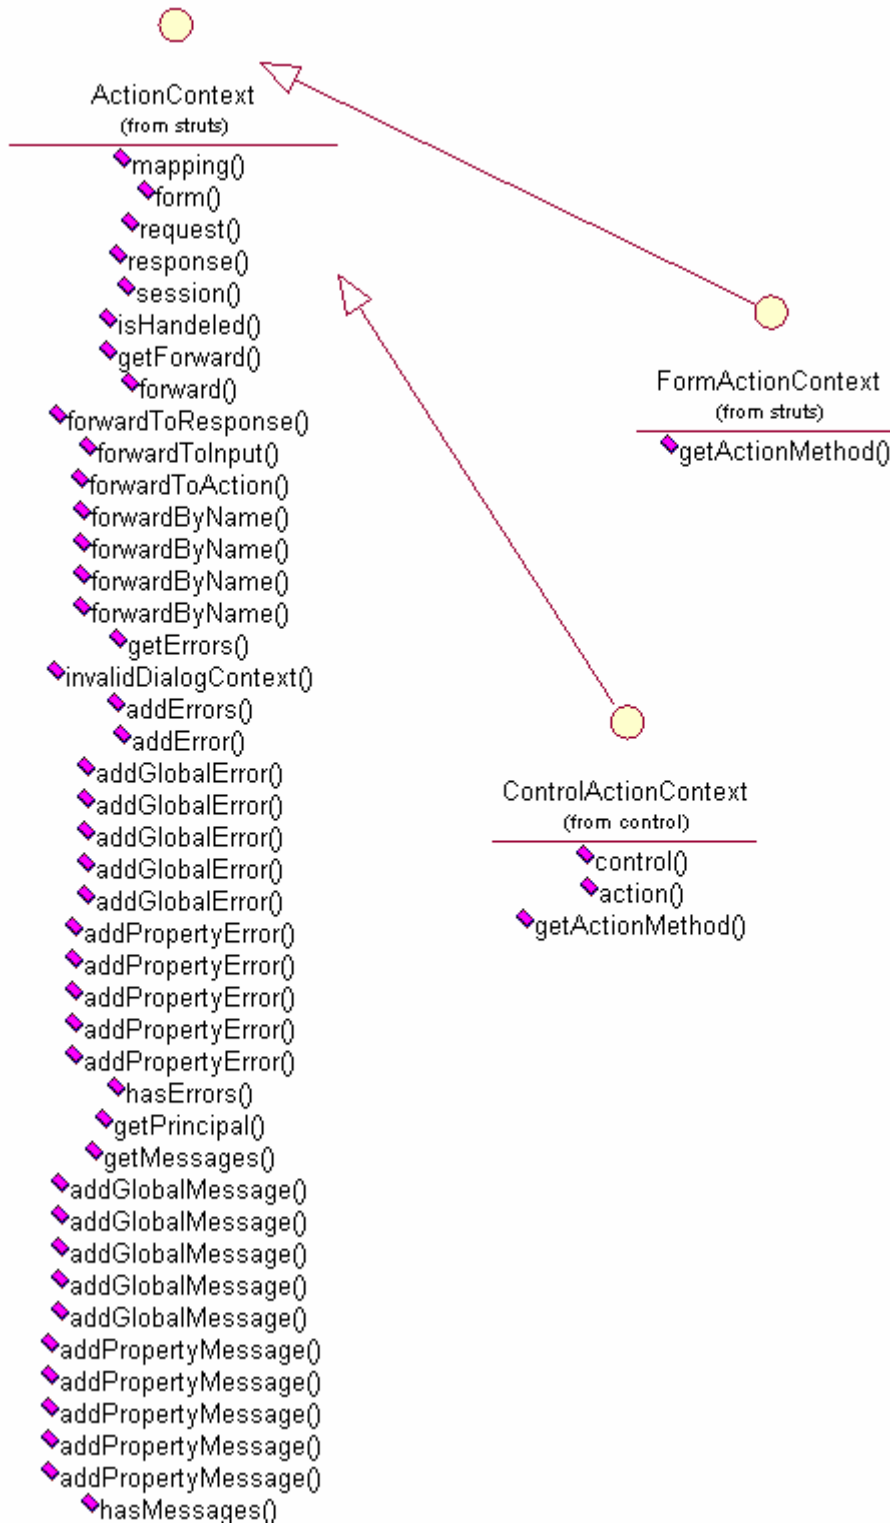 ActionContext
(from struts)
mapping()
form()
request()
response()
session()
isHandeled()
getForward()
forward()
forwardToResponse()
forwardToInput()
forwardToAction()
forwardByName()
forwardByName()
forwardByName()
forwardByName()
getErrors()
invalidDialogContext()
addErrors()
addError()
addGlobalError()
addGlobalError()
addGlobalError()
addGlobalError()
addGlobalError()
addPropertyError()
addPropertyError()
addPropertyError()
addPropertyError()
addPropertyError()
hasErrors()
getPrincipal()
getMessages()
addGlobalMessage()
addGlobalMessage()
addGlobalMessage()
addGlobalMessage()
addGlobalMessage()
addPropertyMessage()
addPropertyMessage()
addPropertyMessage()
addPropertyMessage()
addPropertyMessage()
hasMessages()
FormActionContext
(from struts)
getActionMethod()
ControlActionContext
(from control)
control()
action()
getActionMethod()